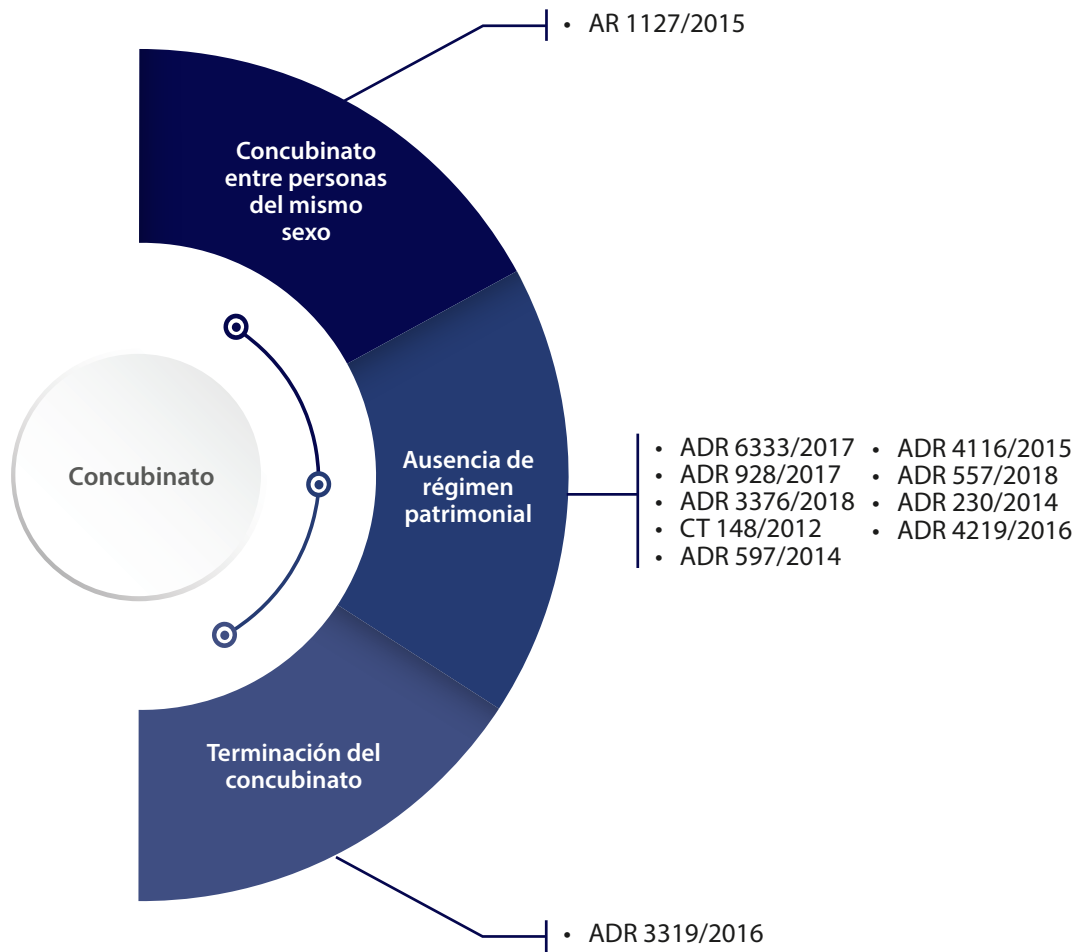 • AR 1127/2015
Concubinato
entre personas
del mismo
sexo
Concubinato
Ausencia de
régimen
patrimonial
• ADR 6333/2017
• ADR 928/2017
• ADR 3376/2018
• CT 148/2012
• ADR 597/2014
• ADR 4116/2015
• ADR 557/2018
• ADR 230/2014
• ADR 4219/2016
Terminación del
concubinato
• ADR 3319/2016